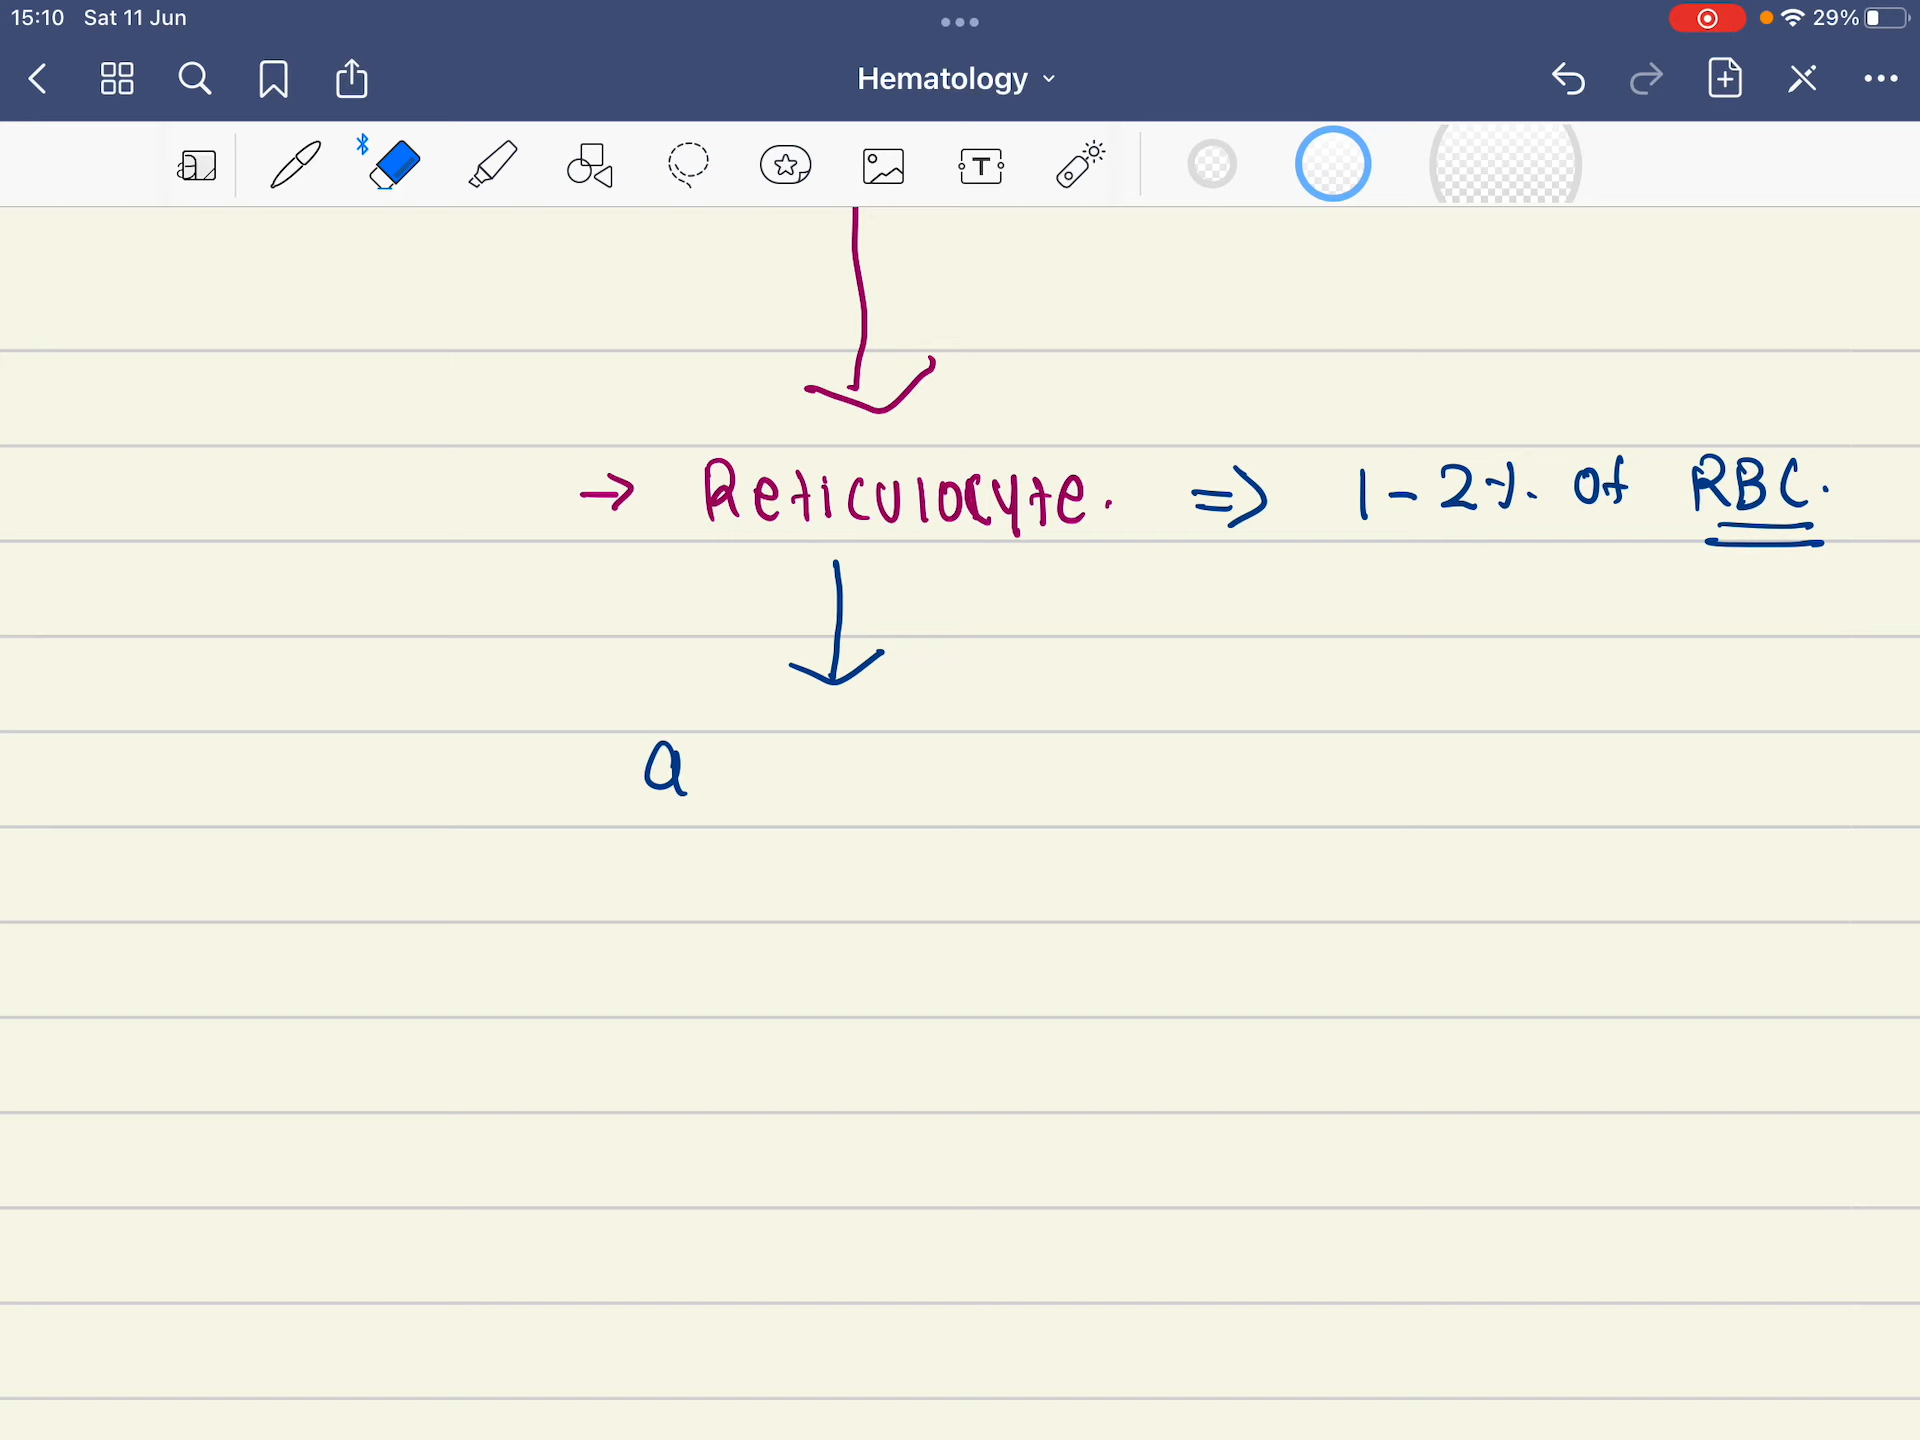 15:10 Sat 11 Jun 29%
Hematology
a T
→ Reticulocyte. ⇒ 1-2% of RBC.
a